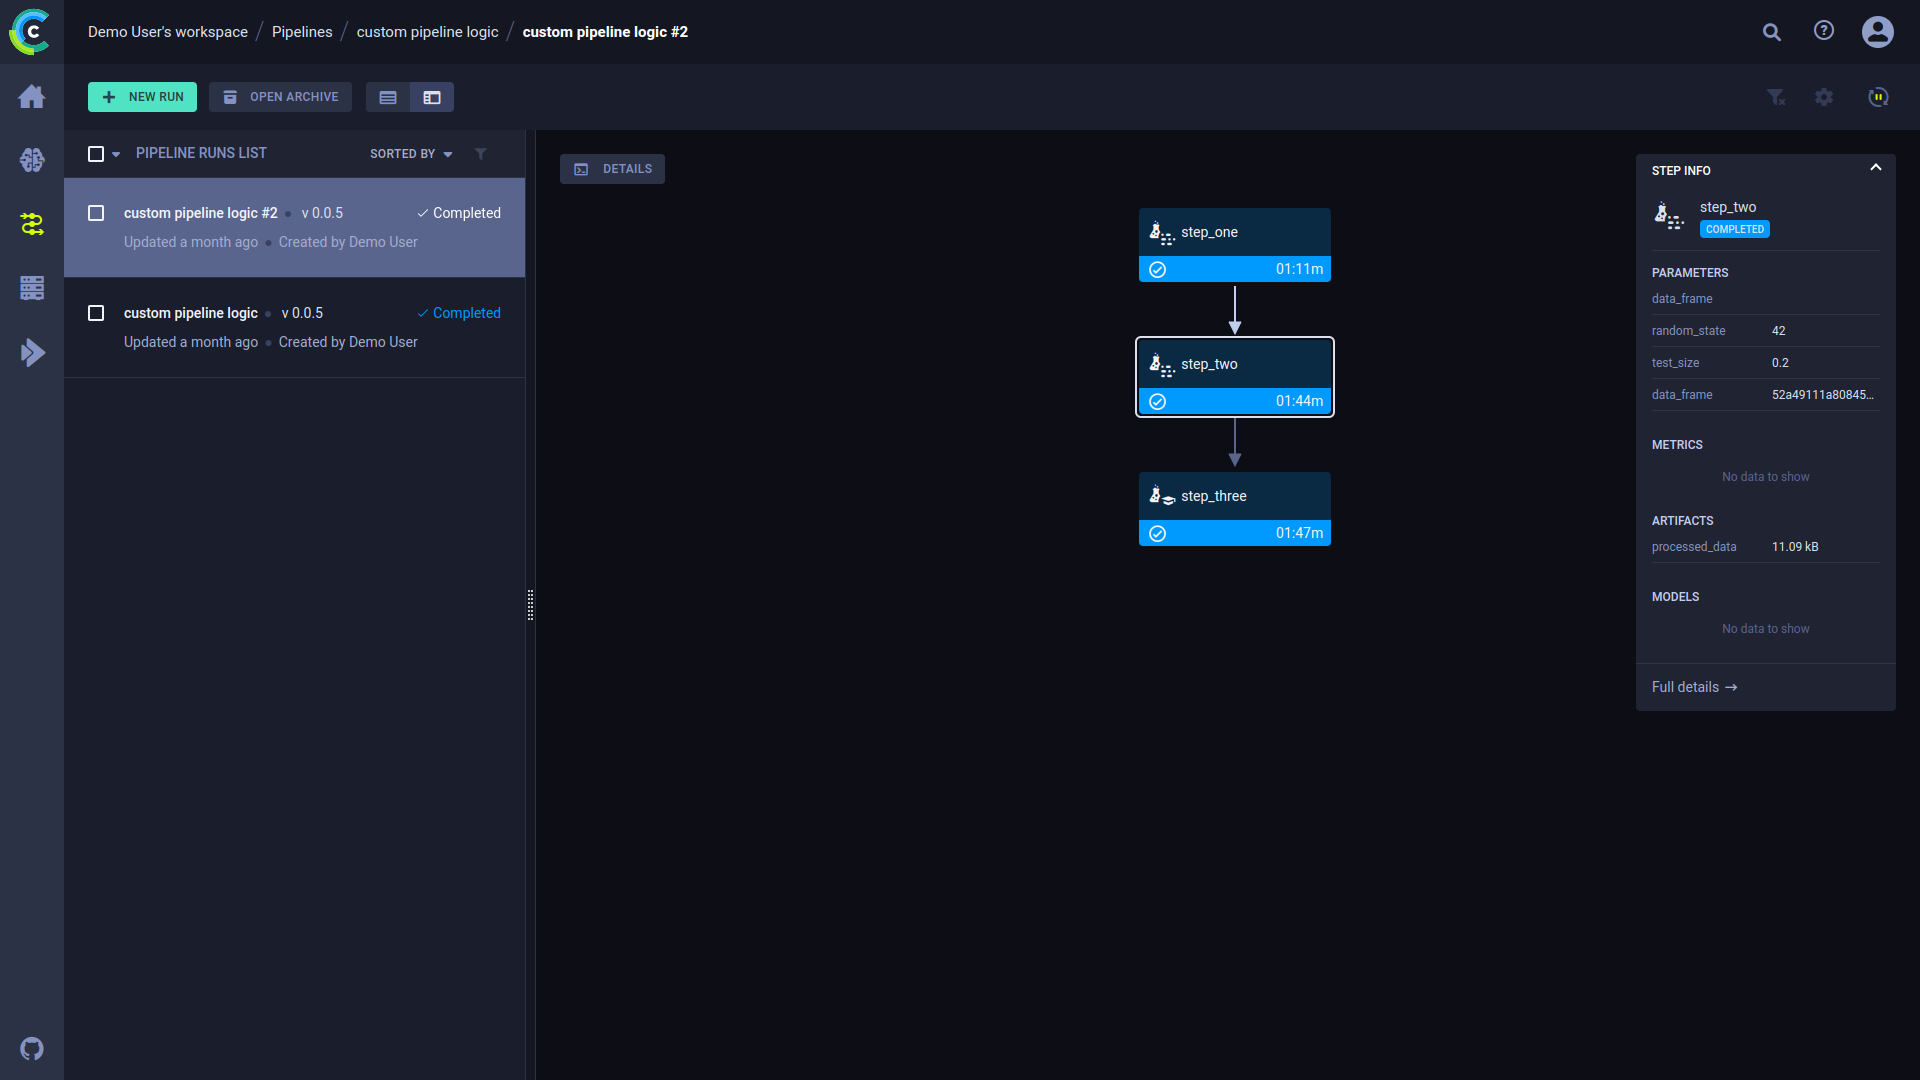 Demo User's workspace / Pipelines / custom pipeline logic / custom pipeline logic #2
NEW RUN
OPEN ARCHIVE
PIPELINE RUNS LIST
SORTED BY
custom pipeline logic #2 • v 0.0.5
Completed
Updated a month ago • Created by Demo User
custom pipeline logic • v 0.0.5
Completed
Updated a month ago • Created by Demo User
DETAILS
step_one
01:11m
step_two
01:44m
step_three
01:47m
STEP INFO
step_two
COMPLETED
PARAMETERS
data_frame
random_state 42
test_size 0.2
data_frame 52a49111a80845...
METRICS
No data to show
ARTIFACTS
processed_data 11.09 kB
MODELS
No data to show
Full details →